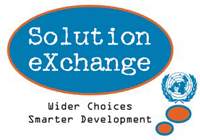 Solution
eXchange
Wider Choices
Smarter Development